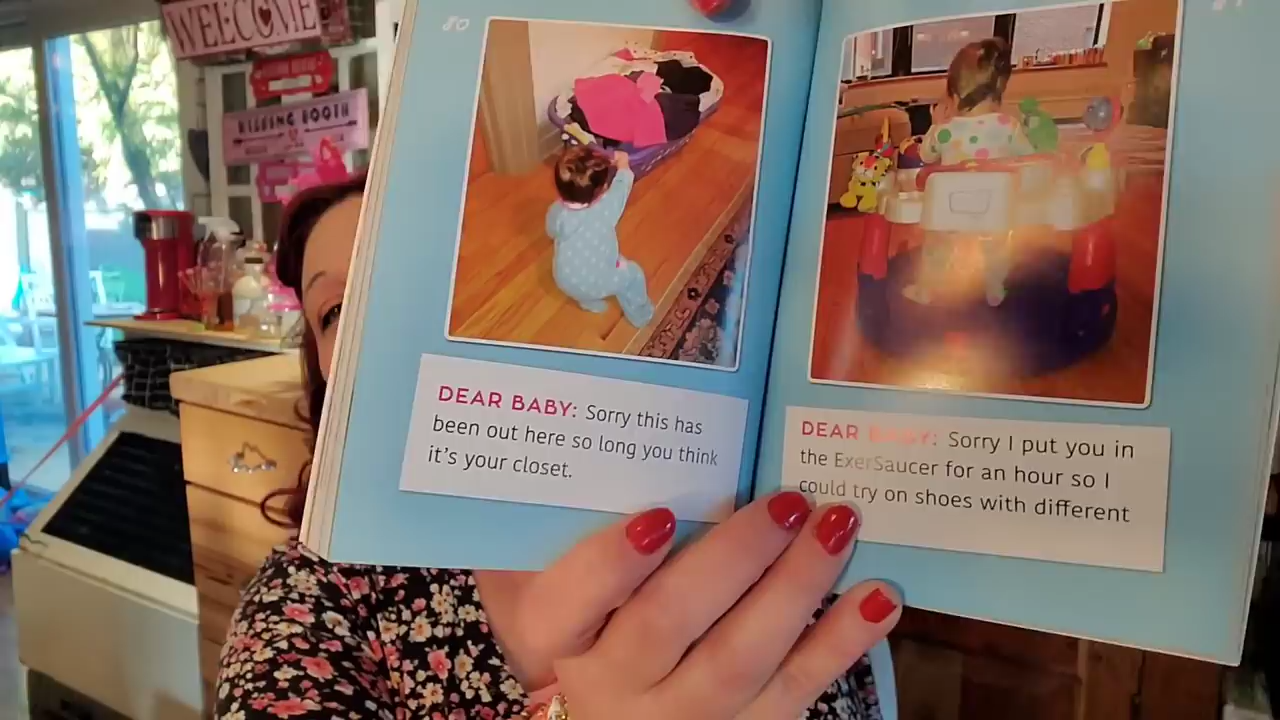 WELCOME
KISSING BOOTH
80
DEAR BABY: Sorry this has
been out here so long you think
it's your closet.
DEAR BABY: Sorry I put you in
the ExerSaucer for an hour so I
could try on shoes with different